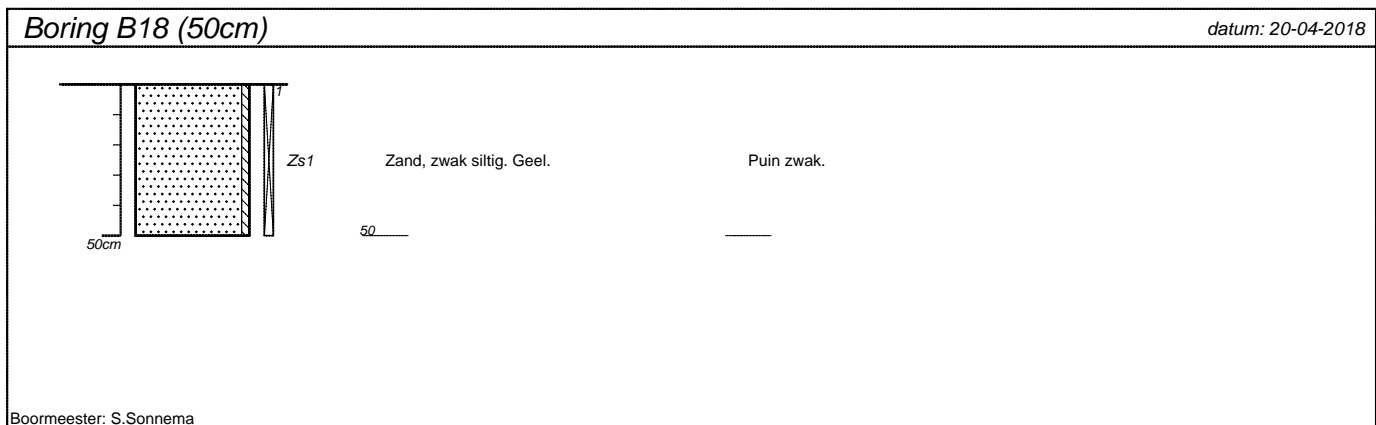 Boring B18 (50cm)
datum: 20-04-2018
1
Zs1
Zand, zwak siltig. Geel.
Puin zwak.
50cm
50
Boormeester: S.Sonnema